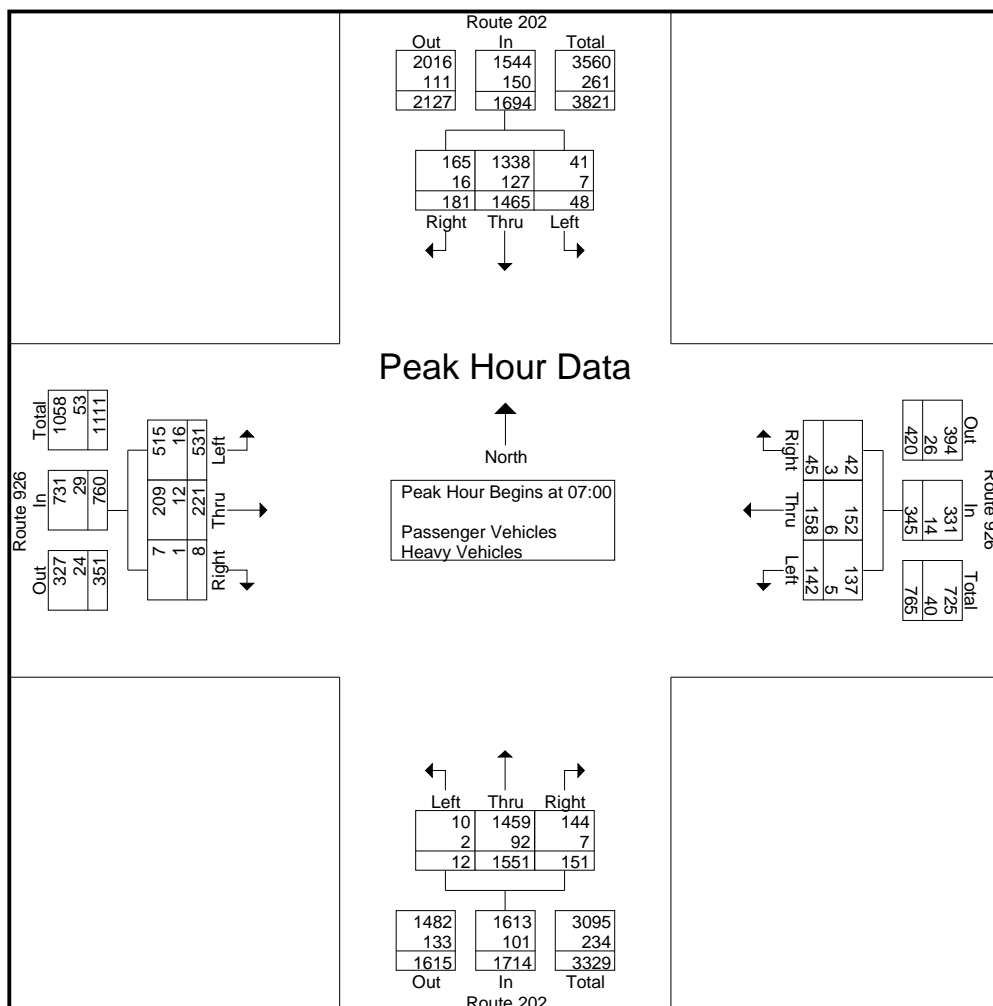 Route 202
Out In Total
2016 1544 3560
111 150 261
2127 1694 3821
165 1338 41
16 127 7
181 1465 48
Right Thru Left
Peak Hour Data
North
Peak Hour Begins at 07:00
Passenger Vehicles
Heavy Vehicles
Route 926
Out In Total
327 731 1058
24 29 53
351 760 1111
Right Thru Left
7 209 515
1 12 16
8 221 531
Route 926
Out In Total
394 331 725
26 14 40
420 345 765
Right Thru Left
42 152 137
3 6 5
45 158 142
Left Thru Right
10 1459 144
2 92 7
12 1551 151
1482 1613 3095
133 101 234
1615 1714 3329
Out In Total
Route 202